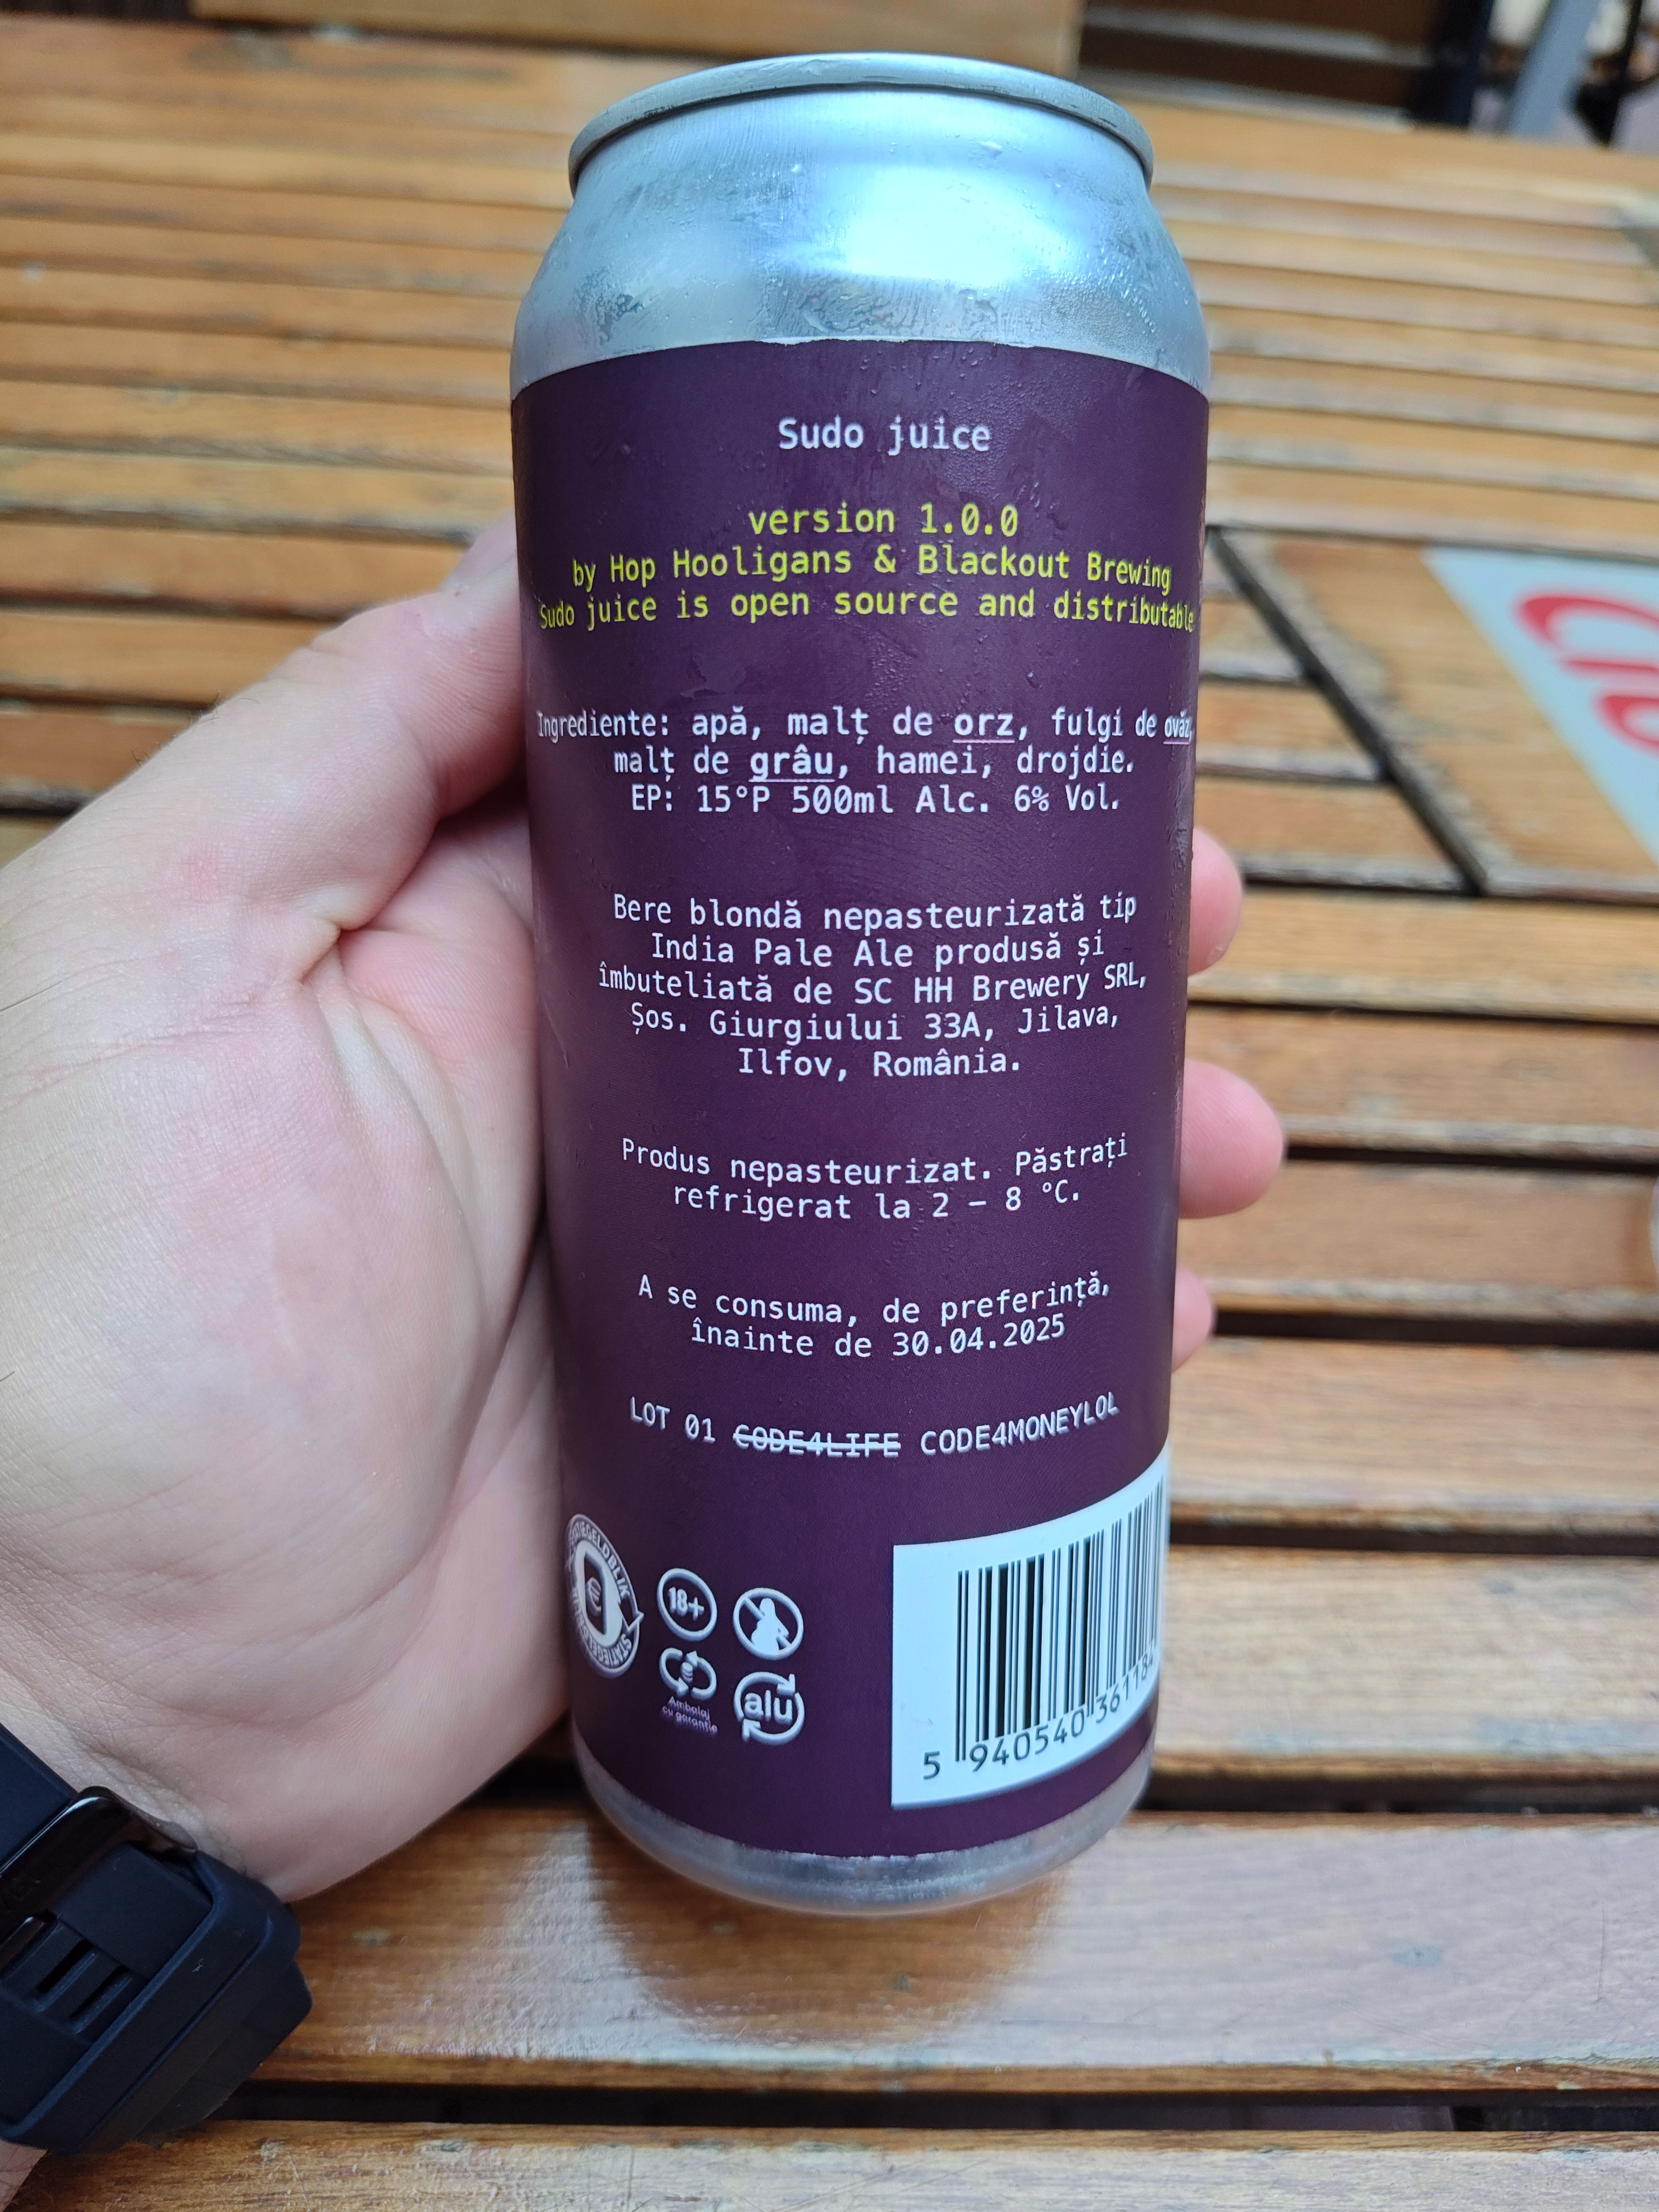 Sudo juice
version 1.0.0
by Hop Hooligans & Blackout Brewing
Sudo juice is open source and distributable
Ingrediente: apă, malț de orz, fulgi de ovăz,
malț de grâu, hamei, drojdie.
EP: 15°P 500ml Alc. 6% Vol.
Bere blondă nepasteurizată tip
India Pale Ale produsă și
îmbuteliată de SC HH Brewery SRL,
Șos. Giurgiului 33A, Jilava,
Ilfov, România.
Produs nepasteurizat. Păstrați
refrigerat la 2 – 8 °C.
A se consuma, de preferință,
înainte de 30.04.2025
LOT 01 CODE4LIFE CODE4MONEYLOL
18+
€
Ambalaj
cu garanție
alu
5 940540